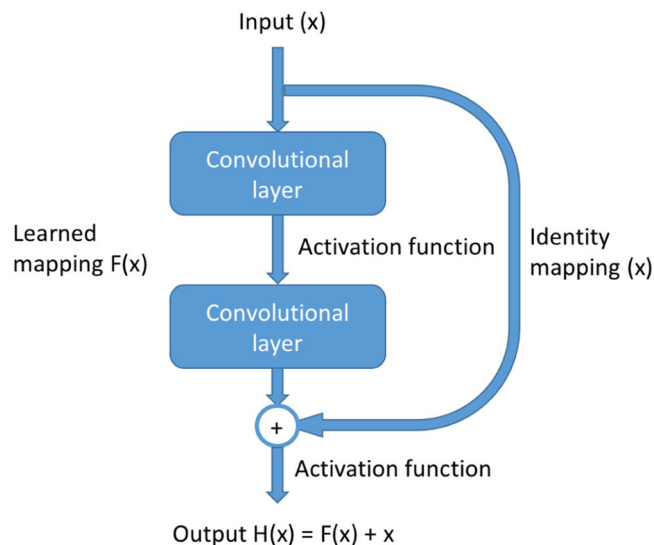 Input (x)
Convolutional
layer
Learned
mapping F(x)
Activation function
Identity
mapping (x)
Convolutional
layer
+
Activation function
Output H(x) = F(x) + x